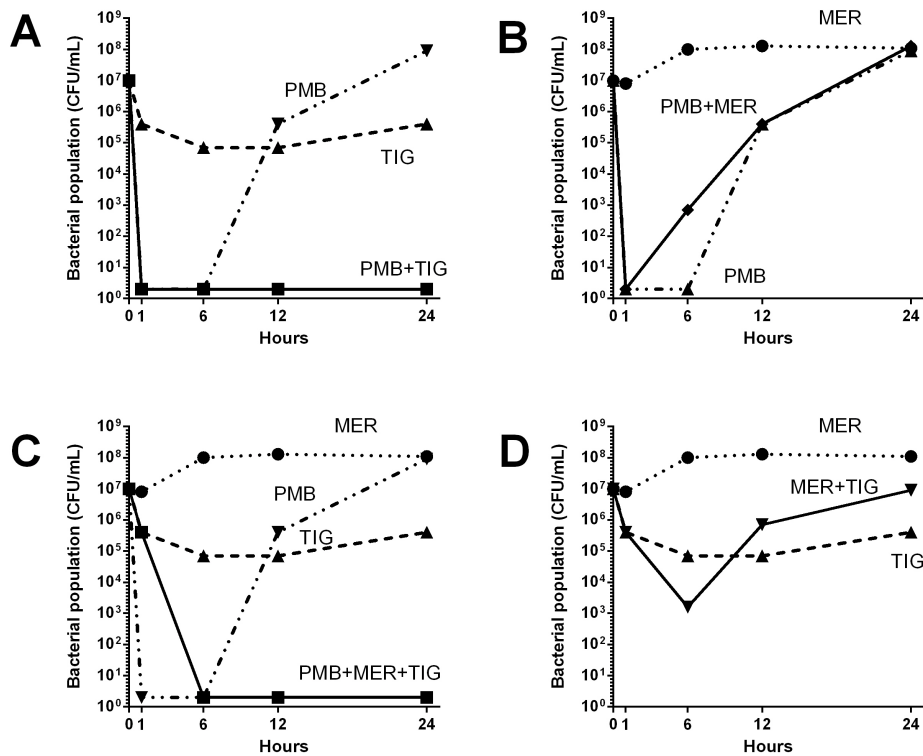 A
Bacterial population (CFU/mL)
10⁹
10⁸
10⁷
10⁶
10⁵
10⁴
10³
10²
10¹
10⁰
PMB
TIG
PMB+TIG
0 1 6 12 24
Hours
B
Bacterial population (CFU/mL)
10⁹
10⁸
10⁷
10⁶
10⁵
10⁴
10³
10²
10¹
10⁰
MER
PMB+MER
PMB
0 1 6 12 24
Hours
C
Bacterial population (CFU/mL)
10⁹
10⁸
10⁷
10⁶
10⁵
10⁴
10³
10²
10¹
10⁰
MER
PMB
TIG
PMB+MER+TIG
0 1 6 12 24
Hours
D
Bacterial population (CFU/mL)
10⁹
10⁸
10⁷
10⁶
10⁵
10⁴
10³
10²
10¹
10⁰
MER
MER+TIG
TIG
0 1 6 12 24
Hours